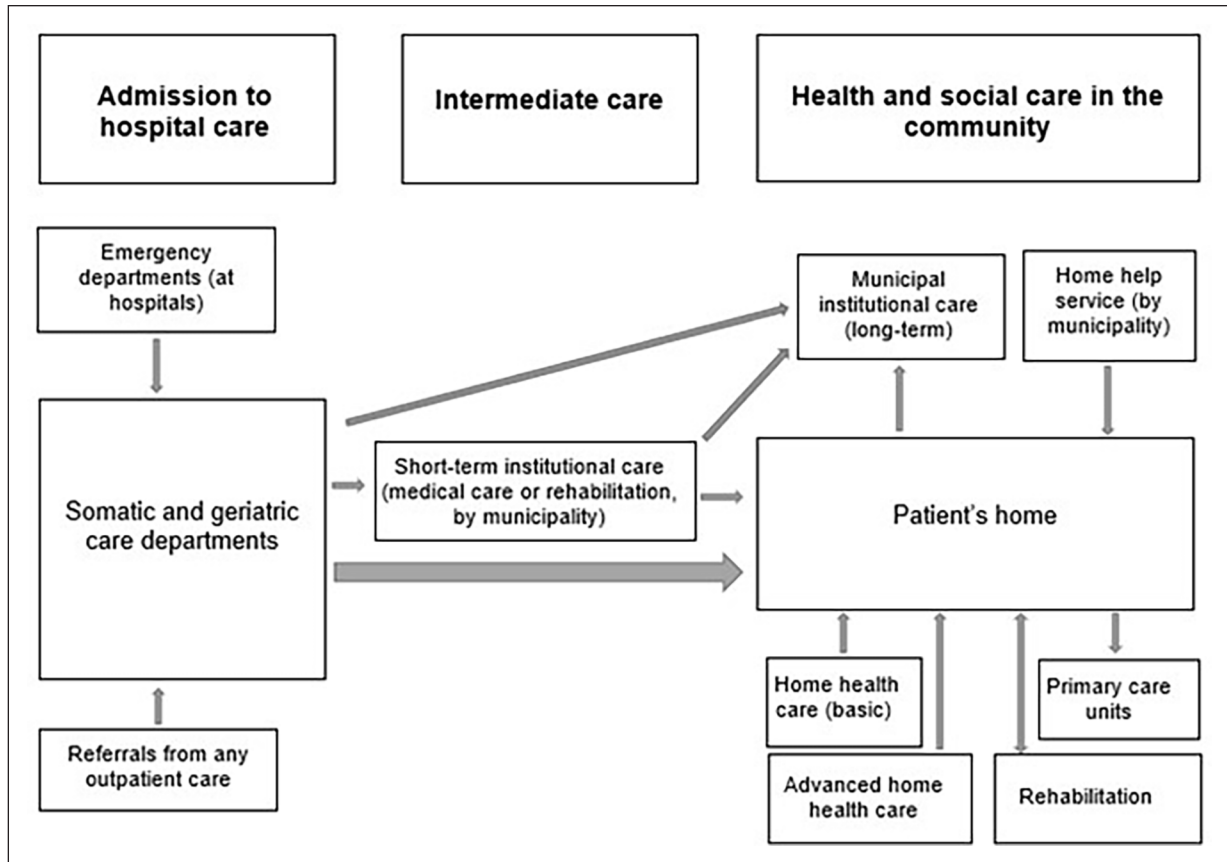 Admission to
hospital care
Intermediate care
Health and social care in the
community
Emergency
departments (at
hospitals)
Municipal
institutional care
(long-term)
Home help
service (by
municipality)
Somatic and geriatric
care departments
Short-term institutional care
(medical care or rehabilitation,
by municipality)
Patient's home
Referrals from any
outpatient care
Home health
care (basic)
Primary care
units
Advanced home
health care
Rehabilitation